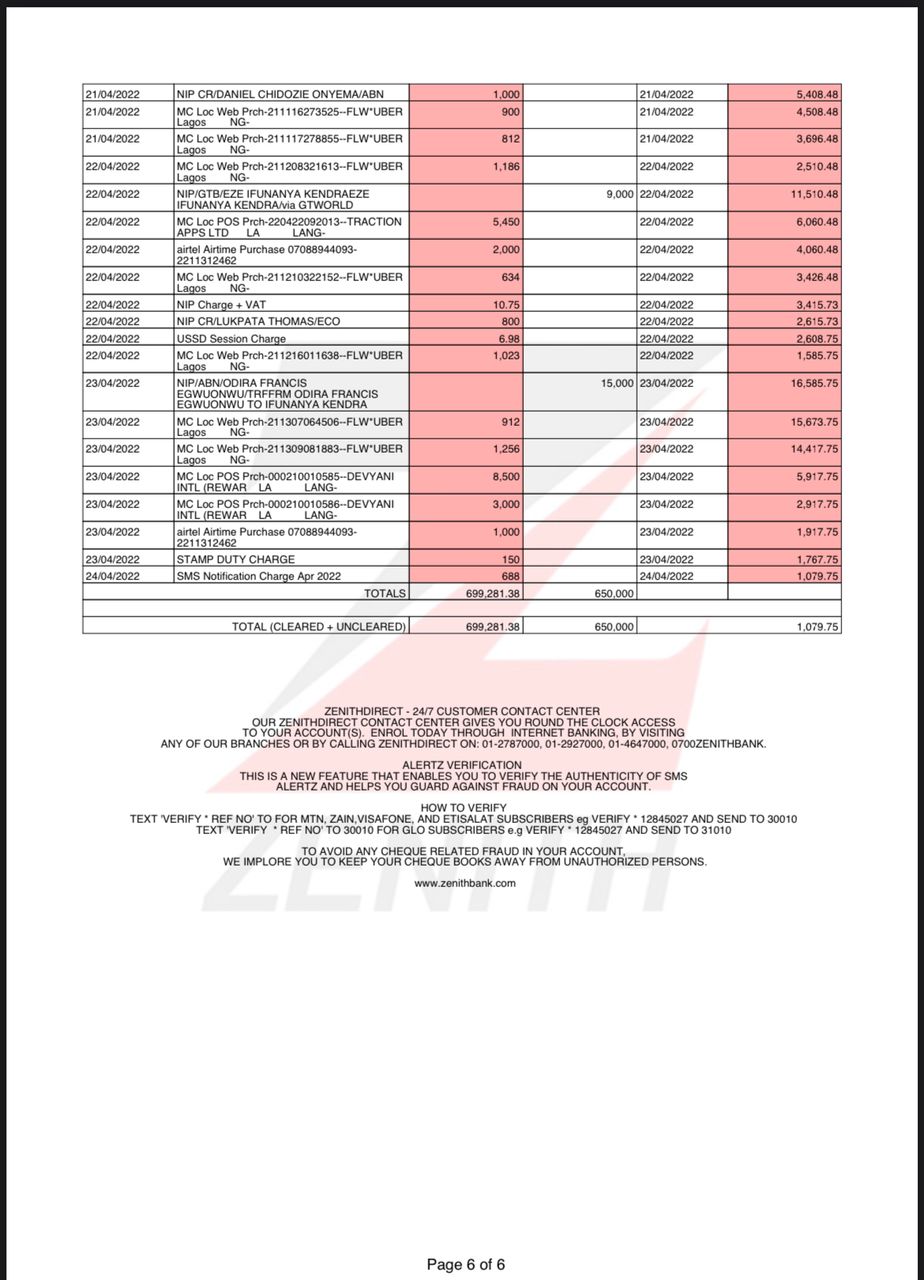 21/04/2022 NIP CR/DANIEL CHIDOZIE ONYEMA/ABN 1,000 21/04/2022 5,408.48
21/04/2022 MC Loc Web Prch-211116273525--FLW*UBER 900 21/04/2022 4,508.48
Lagos NG-
21/04/2022 MC Loc Web Prch-211117278855--FLW*UBER 812 21/04/2022 3,696.48
Lagos NG-
22/04/2022 MC Loc Web Prch-211208321613--FLW*UBER 1,186 22/04/2022 2,510.48
Lagos NG-
22/04/2022 NIP/GTB/EZE IFUNANYA KENDRAEZE 9,000 22/04/2022 11,510.48
IFUNANYA KENDRA/via GTWORLD
22/04/2022 MC Loc POS Prch-220422092013--TRACTION 5,450 22/04/2022 6,060.48
APPS LTD LA LANG-
22/04/2022 airtel Airtime Purchase 07088944093- 2,000 22/04/2022 4,060.48
2211312462
22/04/2022 MC Loc Web Prch-211210322152--FLW*UBER 634 22/04/2022 3,426.48
Lagos NG-
22/04/2022 NIP Charge + VAT 10.75 22/04/2022 3,415.73
22/04/2022 NIP CR/LUKPATA THOMAS/ECO 800 22/04/2022 2,615.73
22/04/2022 USSD Session Charge 6.98 22/04/2022 2,608.75
22/04/2022 MC Loc Web Prch-211216011638--FLW*UBER 1,023 22/04/2022 1,585.75
Lagos NG-
23/04/2022 NIP/ABN/ODIRA FRANCIS 15,000 23/04/2022 16,585.75
EGWUONWU/TRFFRM ODIRA FRANCIS
EGWUONWU TO IFUNANYA KENDRA
23/04/2022 MC Loc Web Prch-211307064506--FLW*UBER 912 23/04/2022 15,673.75
Lagos NG-
23/04/2022 MC Loc Web Prch-211309081883--FLW*UBER 1,256 23/04/2022 14,417.75
Lagos NG-
23/04/2022 MC Loc POS Prch-000210010585--DEVYANI 8,500 23/04/2022 5,917.75
INTL (REWAR LA LANG-
23/04/2022 MC Loc POS Prch-000210010586--DEVYANI 3,000 23/04/2022 2,917.75
INTL (REWAR LA LANG-
23/04/2022 airtel Airtime Purchase 07088944093- 1,000 23/04/2022 1,917.75
2211312462
23/04/2022 STAMP DUTY CHARGE 150 23/04/2022 1,767.75
24/04/2022 SMS Notification Charge Apr 2022 688 24/04/2022 1,079.75
TOTALS 699,281.38 650,000
TOTAL (CLEARED + UNCLEARED) 699,281.38 650,000 1,079.75
ZENITHDIRECT - 24/7 CUSTOMER CONTACT CENTER
OUR ZENITHDIRECT CONTACT CENTER GIVES YOU ROUND THE CLOCK ACCESS
TO YOUR ACCOUNT(S). ENROL TODAY THROUGH INTERNET BANKING, BY VISITING
ANY OF OUR BRANCHES OR BY CALLING ZENITHDIRECT ON: 01-2787000, 01-2927000, 01-4647000, 0700ZENITHBANK.
ALERTZ VERIFICATION
THIS IS A NEW FEATURE THAT ENABLES YOU TO VERIFY THE AUTHENTICITY OF SMS
ALERTZ AND HELPS YOU GUARD AGAINST FRAUD ON YOUR ACCOUNT.
HOW TO VERIFY
TEXT 'VERIFY * REF NO' TO FOR MTN, ZAIN,VISAFONE, AND ETISALAT SUBSCRIBERS eg VERIFY * 12845027 AND SEND TO 30010
TEXT 'VERIFY * REF NO' TO 30010 FOR GLO SUBSCRIBERS e.g VERIFY * 12845027 AND SEND TO 31010
TO AVOID ANY CHEQUE RELATED FRAUD IN YOUR ACCOUNT,
WE IMPLORE YOU TO KEEP YOUR CHEQUE BOOKS AWAY FROM UNAUTHORIZED PERSONS.
www.zenithbank.com
ZENITH
Page 6 of 6